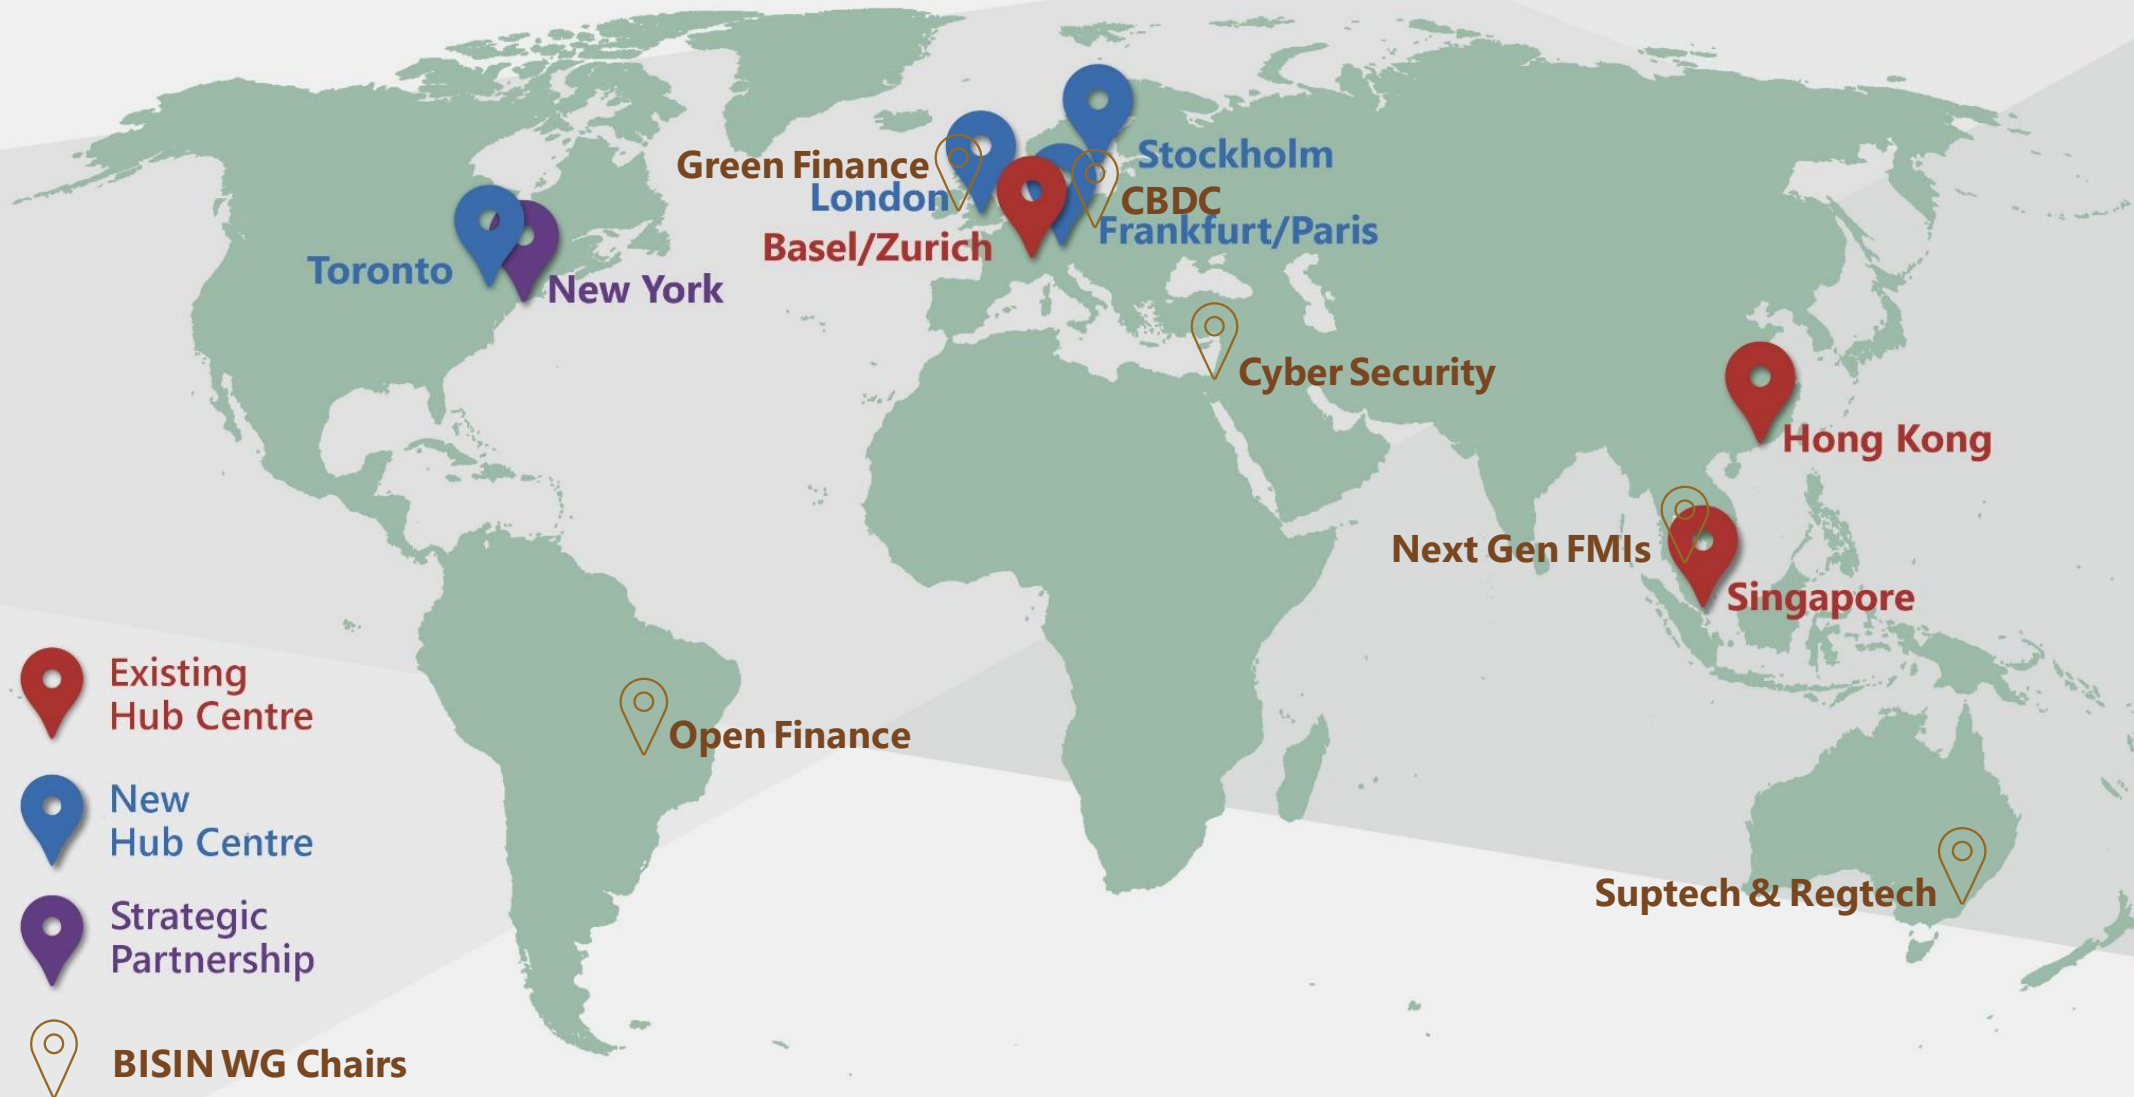 Stockholm
Green Finance
London
CBDC
Frankfurt/Paris
Basel/Zurich
Toronto
New York
Cyber Security
Hong Kong
Next Gen FMIs
Singapore
Open Finance
Suptech & Regtech
Existing
Hub Centre
New
Hub Centre
Strategic
Partnership
BISIN WG Chairs